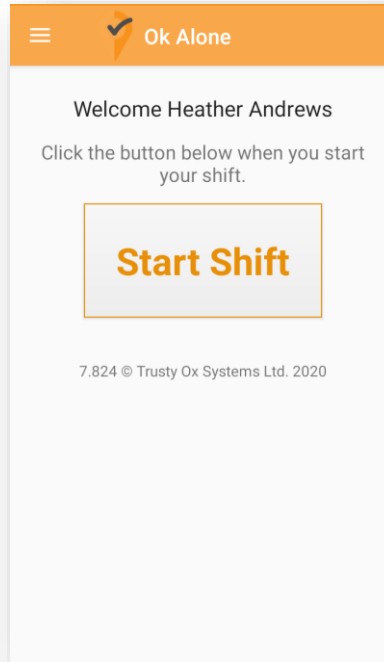 Ok Alone
Welcome Heather Andrews
Click the button below when you start
your shift.
Start Shift
7.824 © Trusty Ox Systems Ltd. 2020